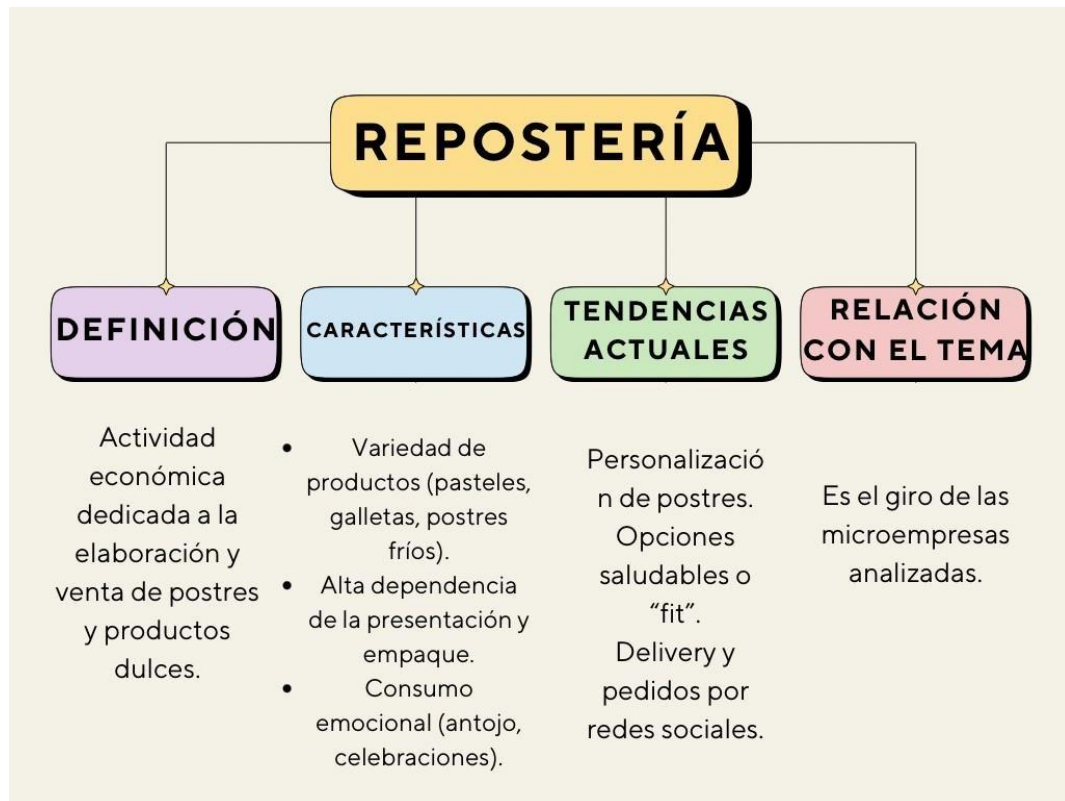 REPOSTERÍA
DEFINICIÓN
Actividad
económica
dedicada a la
elaboración y
venta de postres
y productos
dulces.
CARACTERÍSTICAS
• Variedad de
productos (pasteles,
galletas, postres
fríos).
• Alta dependencia
de la presentación y
empaque.
• Consumo
emocional (antojo,
celebraciones).
TENDENCIAS
ACTUALES
Personalizació
n de postres.
Opciones
saludables o
“fit”.
Delivery y
pedidos por
redes sociales.
RELACIÓN
CON EL TEMA
Es el giro de las
microempresas
analizadas.